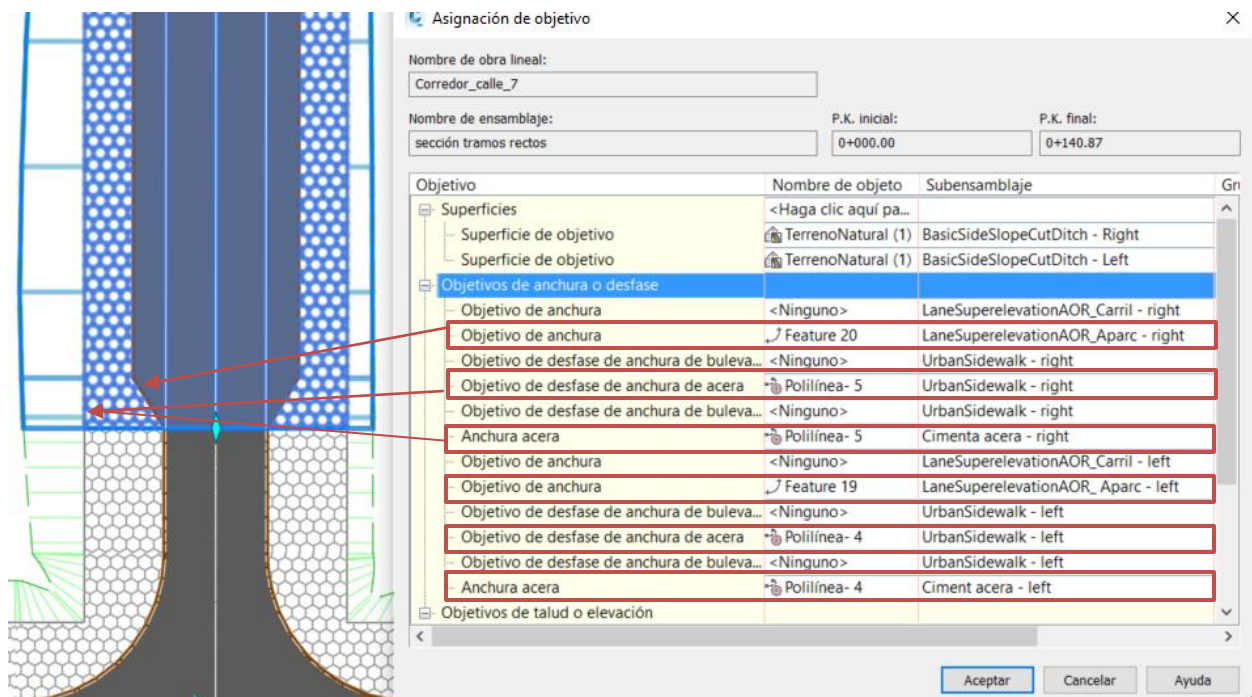 Asignación de objetivo
Nombre de obra lineal:
Corredor_calle_7
Nombre de ensamblaje: P.K. inicial: P.K. final:
sección tramos rectos 0+000.00 0+140.87
Objetivo Nombre de objeto Subensamblaje Gru
Superficies <Haga clic aquí pa...
Superficie de objetivo TerrenoNatural (1) BasicSideSlopeCutDitch - Right
Superficie de objetivo TerrenoNatural (1) BasicSideSlopeCutDitch - Left
Objetivos de anchura o desfase
Objetivo de anchura <Ninguno> LaneSuperelevationAOR_Carril - right
Objetivo de anchura Feature 20 LaneSuperelevationAOR_Aparc - right
Objetivo de desfase de anchura de buleva... <Ninguno> UrbanSidewalk - right
Objetivo de desfase de anchura de acera Polilínea- 5 UrbanSidewalk - right
Objetivo de desfase de anchura de buleva... <Ninguno> UrbanSidewalk - right
Anchura acera Polilínea- 5 Cimenta acera - right
Objetivo de anchura <Ninguno> LaneSuperelevationAOR_Carril - left
Objetivo de anchura Feature 19 LaneSuperelevationAOR_ Aparc - left
Objetivo de desfase de anchura de buleva... <Ninguno> UrbanSidewalk - left
Objetivo de desfase de anchura de acera Polilínea- 4 UrbanSidewalk - left
Objetivo de desfase de anchura de buleva... <Ninguno> UrbanSidewalk - left
Anchura acera Polilínea- 4 Ciment acera - left
Objetivos de talud o elevación
Aceptar Cancelar Ayuda